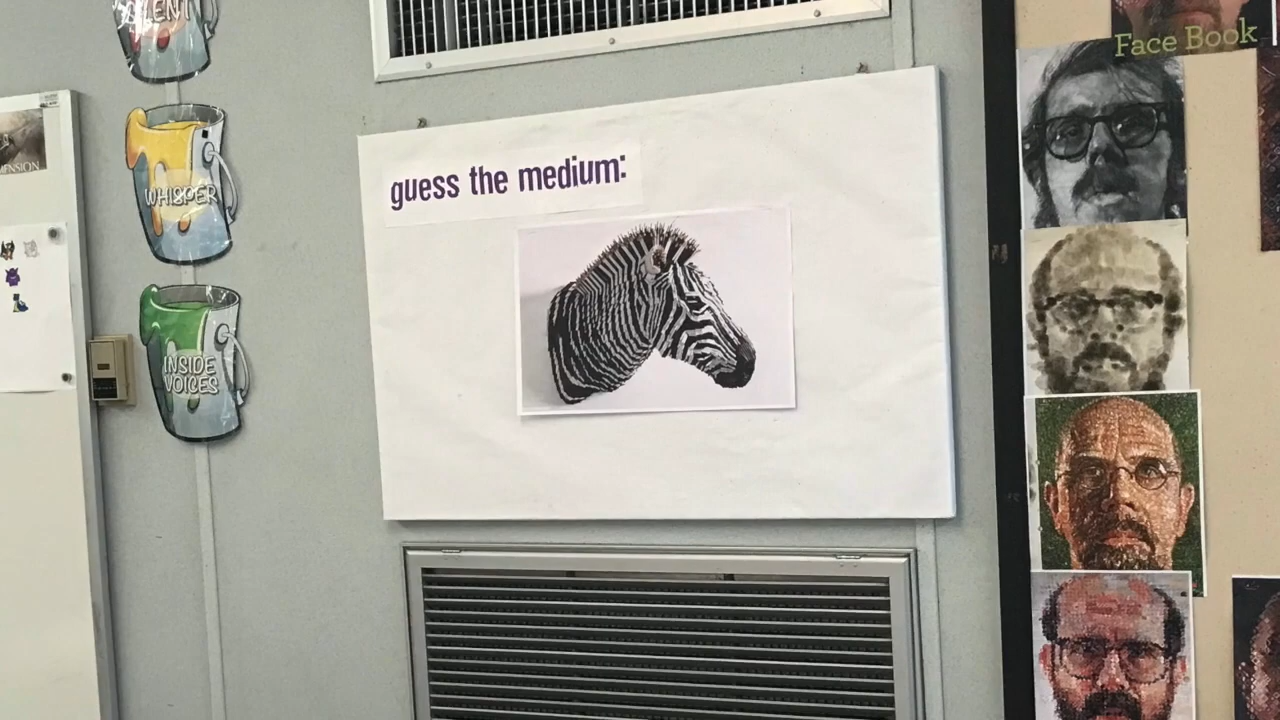 WHISPER
INSIDE
VOICES
guess the medium:
Face Book